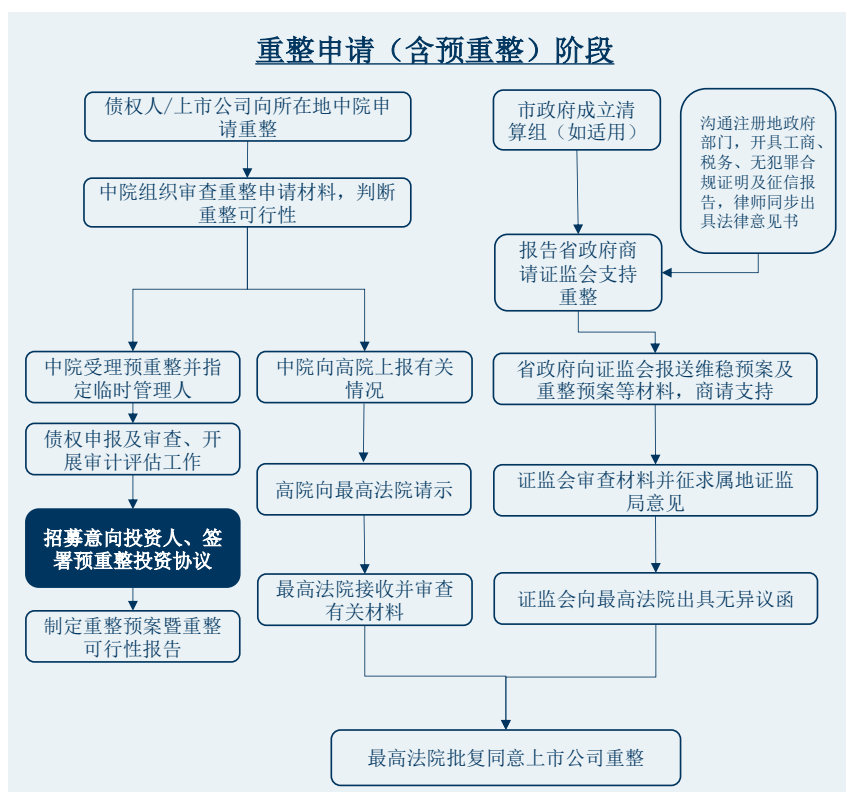 重整申请（含预重整）阶段
债权人/上市公司向所在地中院申
请重整
中院组织审查重整申请材料，判断
重整可行性
中院受理预重整并指
定临时管理人
债权申报及审查、开
展审计评估工作
招募意向投资人、签
署预重整投资协议
制定重整预案暨重整
可行性报告
中院向高院上报有关
情况
高院向最高法院请示
最高法院接收并审查
有关材料
市政府成立清
算组（如适用）
沟通注册地政府
部门，开具工商、
税务、无犯罪合
规证明及征信报
告，律师同步出
具法律意见书
报告省政府商
请证监会支持
重整
省政府向证监会报送维稳预案及
重整预案等材料，商请支持
证监会审查材料并征求属地证监
局意见
证监会向最高法院出具无异议函
最高法院批复同意上市公司重整